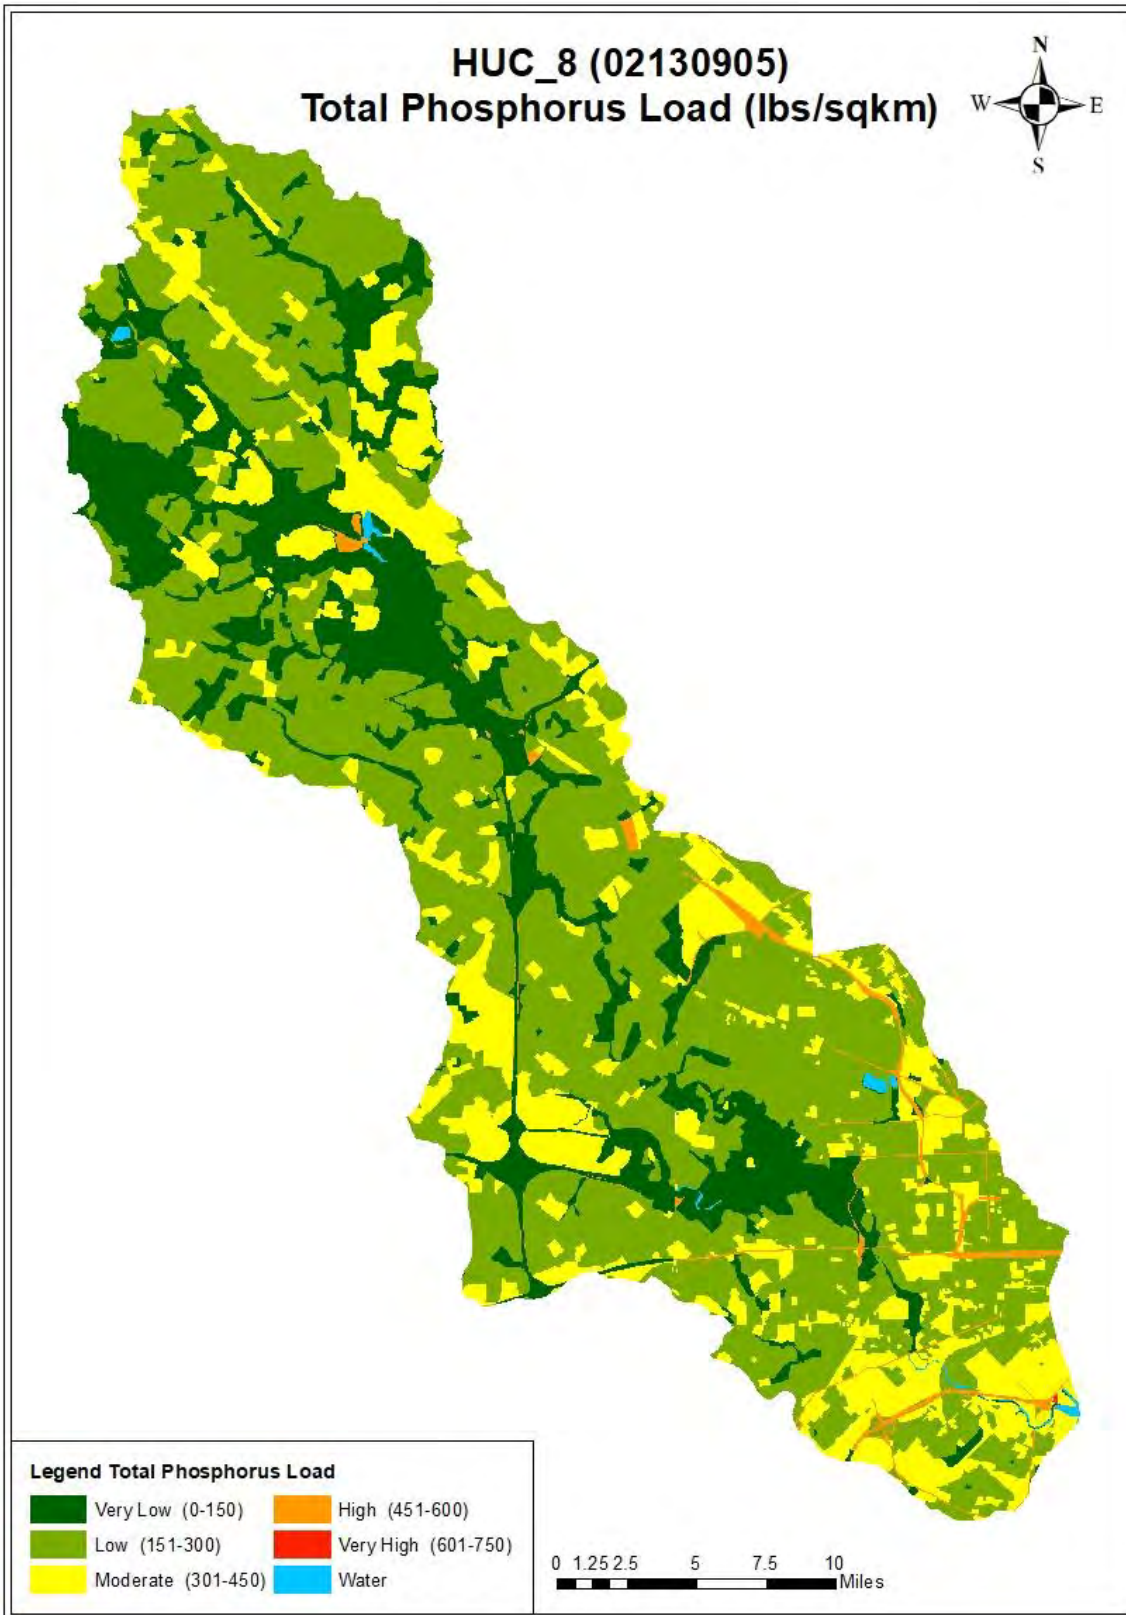 HUC_8 (02130905)
Total Phosphorus Load (lbs/sqkm)
N
W E
S
Legend Total Phosphorus Load
Very Low (0-150)
Low (151-300)
Moderate (301-450)
High (451-600)
Very High (601-750)
Water
0 1.25 2.5 5 7.5 10
Miles